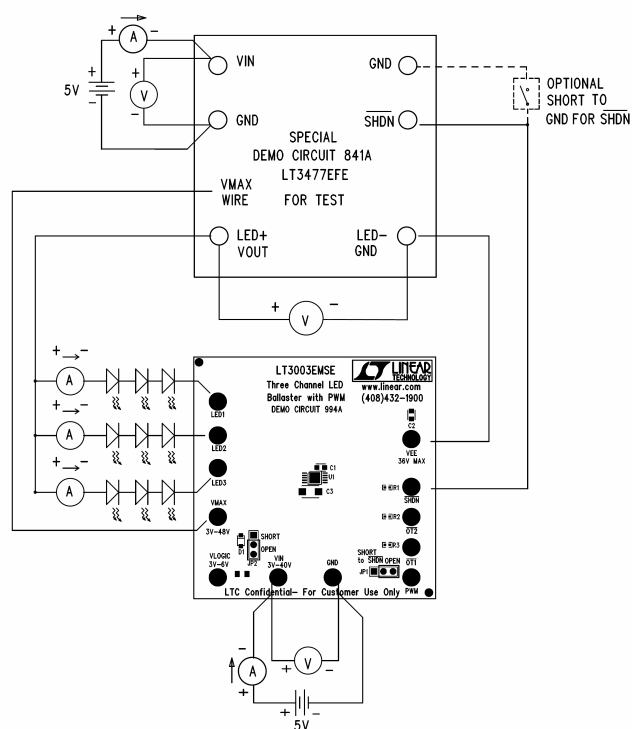 + A -
VIN
GND
+
5V
-
+
V
-
GND
SHDN
SPECIAL
DEMO CIRCUIT 841A
LT3477EFE
FOR TEST
VMAX
WIRE
OPTIONAL
SHORT TO
GND FOR SHDN
LED+
VOUT
LED-
GND
+ V -
LT3003EMSE
Three Channel LED
Ballaster with PWM
DEMO CIRCUIT 994A
LT LINEAR
TECHNOLOGY
www.linear.com
(408)432-1900
+ -
A
LED1
+ -
A
LED2
+ -
A
LED3
C2
VEE
36V MAX
C1
U1
C3
R1
SHDN
R2
OT2
R3
OT1
VMAX
3V-48V
D1
SHORT
OPEN
JP2
VLOGIC
3V-6V
VIN
3V-40V
GND
SHORT
to SHDN OPEN
JP1
PWM
LTC Confidential- For Customer Use Only
-
A
+
+ V -
+ -
5V